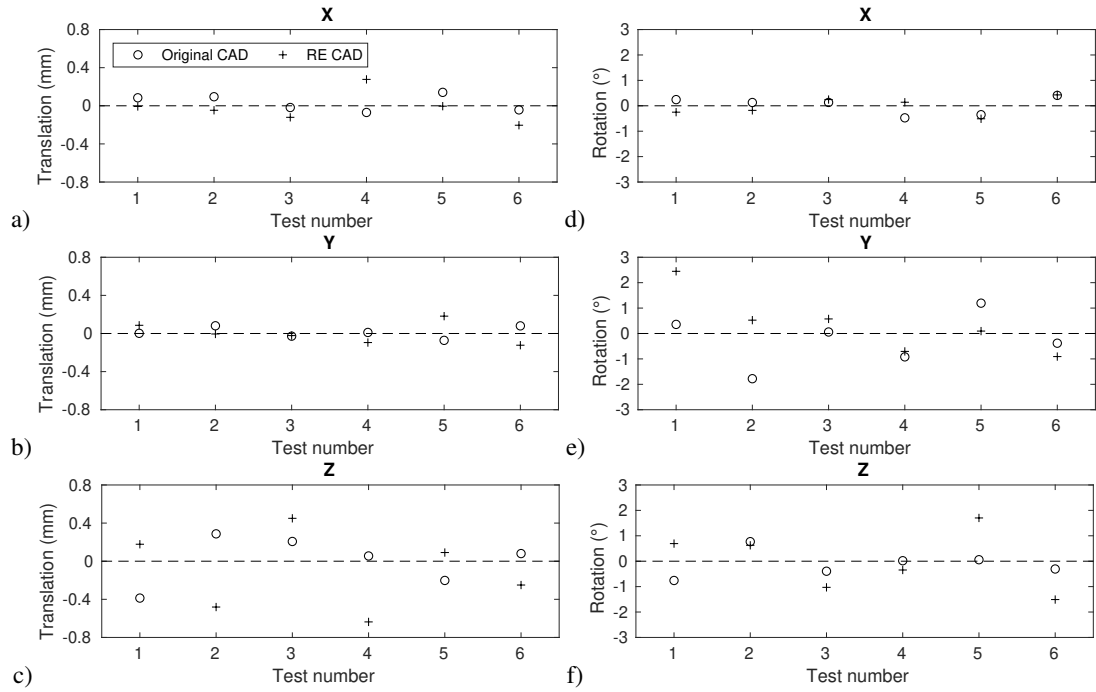 X
0.8
0.4
0
-0.4
-0.8
Translation (mm)
Original CAD
RE CAD
1 2 3 4 5 6
Test number
a)
X
3
2
1
0
-1
-2
-3
Rotation (°)
1 2 3 4 5 6
Test number
d)
Y
0.8
0.4
0
-0.4
-0.8
Translation (mm)
1 2 3 4 5 6
Test number
b)
Y
3
2
1
0
-1
-2
-3
Rotation (°)
1 2 3 4 5 6
Test number
e)
Z
0.8
0.4
0
-0.4
-0.8
Translation (mm)
1 2 3 4 5 6
Test number
c)
Z
3
2
1
0
-1
-2
-3
Rotation (°)
1 2 3 4 5 6
Test number
f)